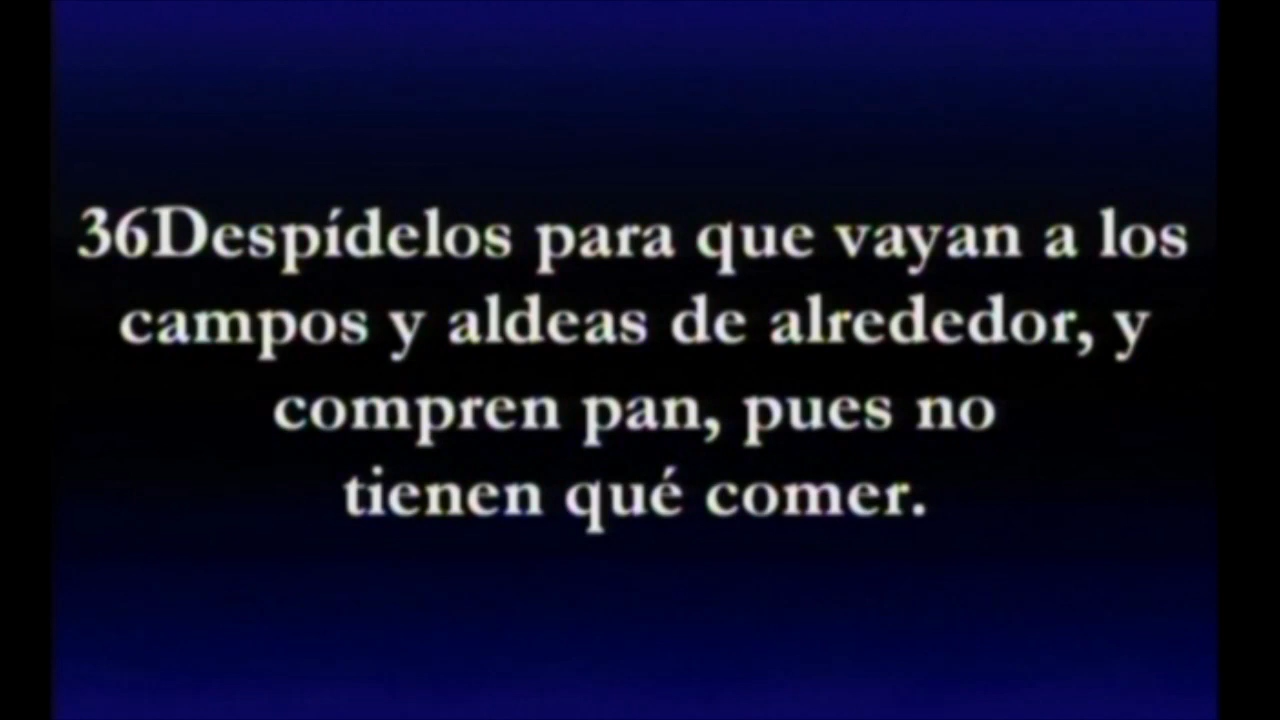 36Despídelos para que vayan a los
campos y aldeas de alrededor, y
compren pan, pues no
tienen qué comer.